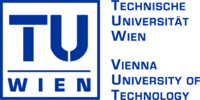 TU
WIEN
TECHNISCHE
UNIVERSITÄT
WIEN
VIENNA
UNIVERSITY OF
TECHNOLOGY